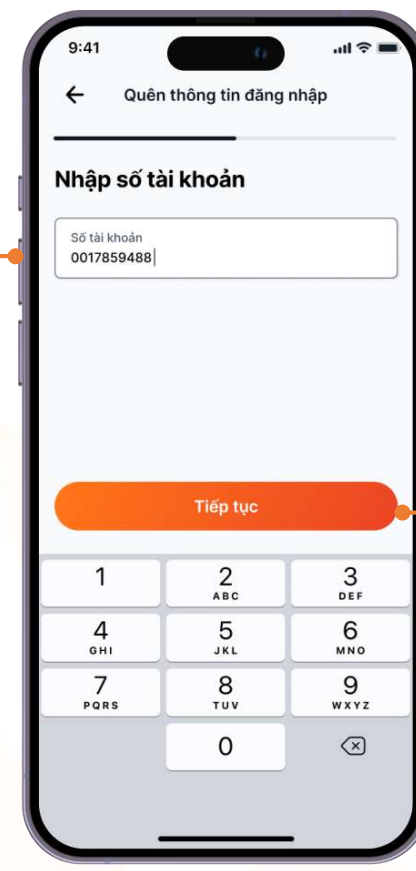 9:41
Quên thông tin đăng nhập
Nhập số tài khoản
Số tài khoản
0017859488
Tiếp tục
1 2 3
ABC DEF
4 5 6
GHI JKL MNO
7 8 9
PQRS TUV WXYZ
0